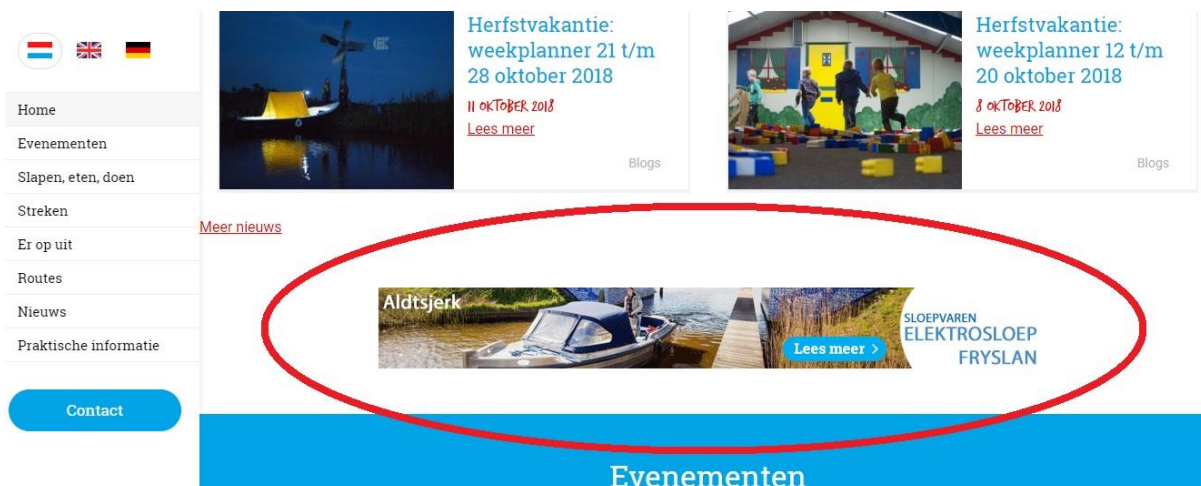 Home
Evenementen
Slapen, eten, doen
Streken
Er op uit
Routes
Nieuws
Praktische informatie
Contact
Herfstvakantie:
weekplanner 21 t/m
28 oktober 2018
11 OKTOBER 2018
Lees meer
Blogs
Herfstvakantie:
weekplanner 12 t/m
20 oktober 2018
8 OKTOBER 2018
Lees meer
Blogs
Meer nieuws
Aldtsjerk
Lees meer >
SLOEPVAREN
ELEKTROSLOEP
FRYSLAN
Evenementen